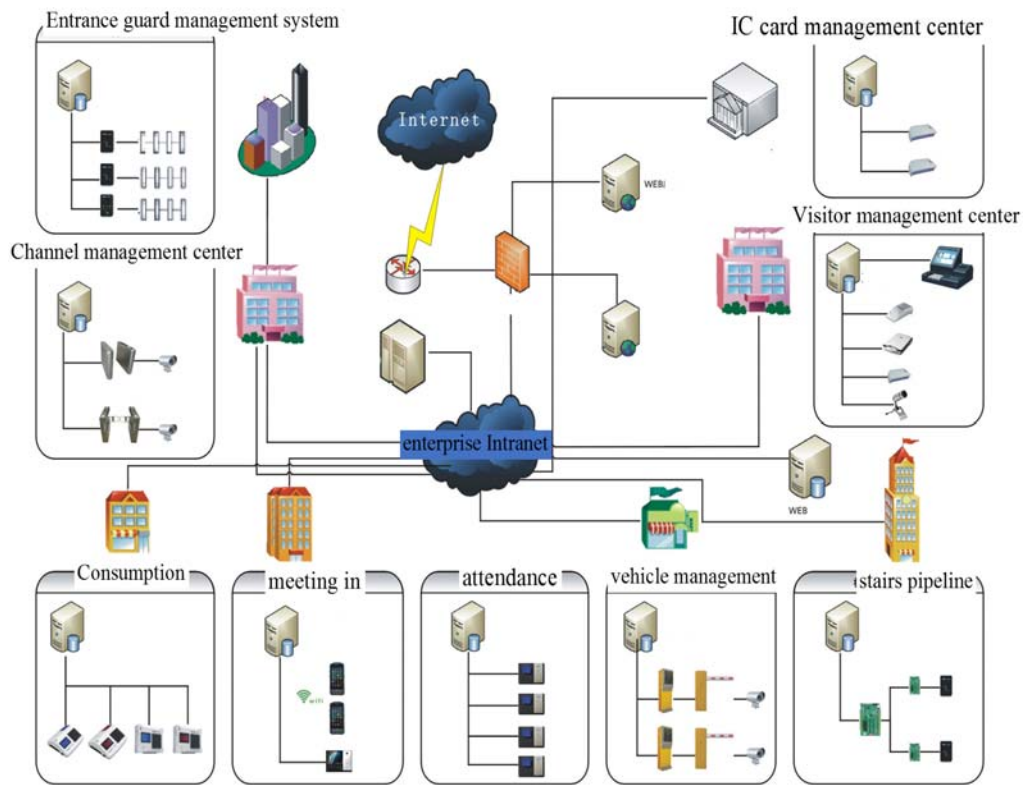 Entrance guard management system
IC card management center
Internet
WEB
Channel management center
Visitor management center
enterprise Intranet
WEB
Consumption
meeting in
attendance
vehicle management
stairs pipeline
wifi